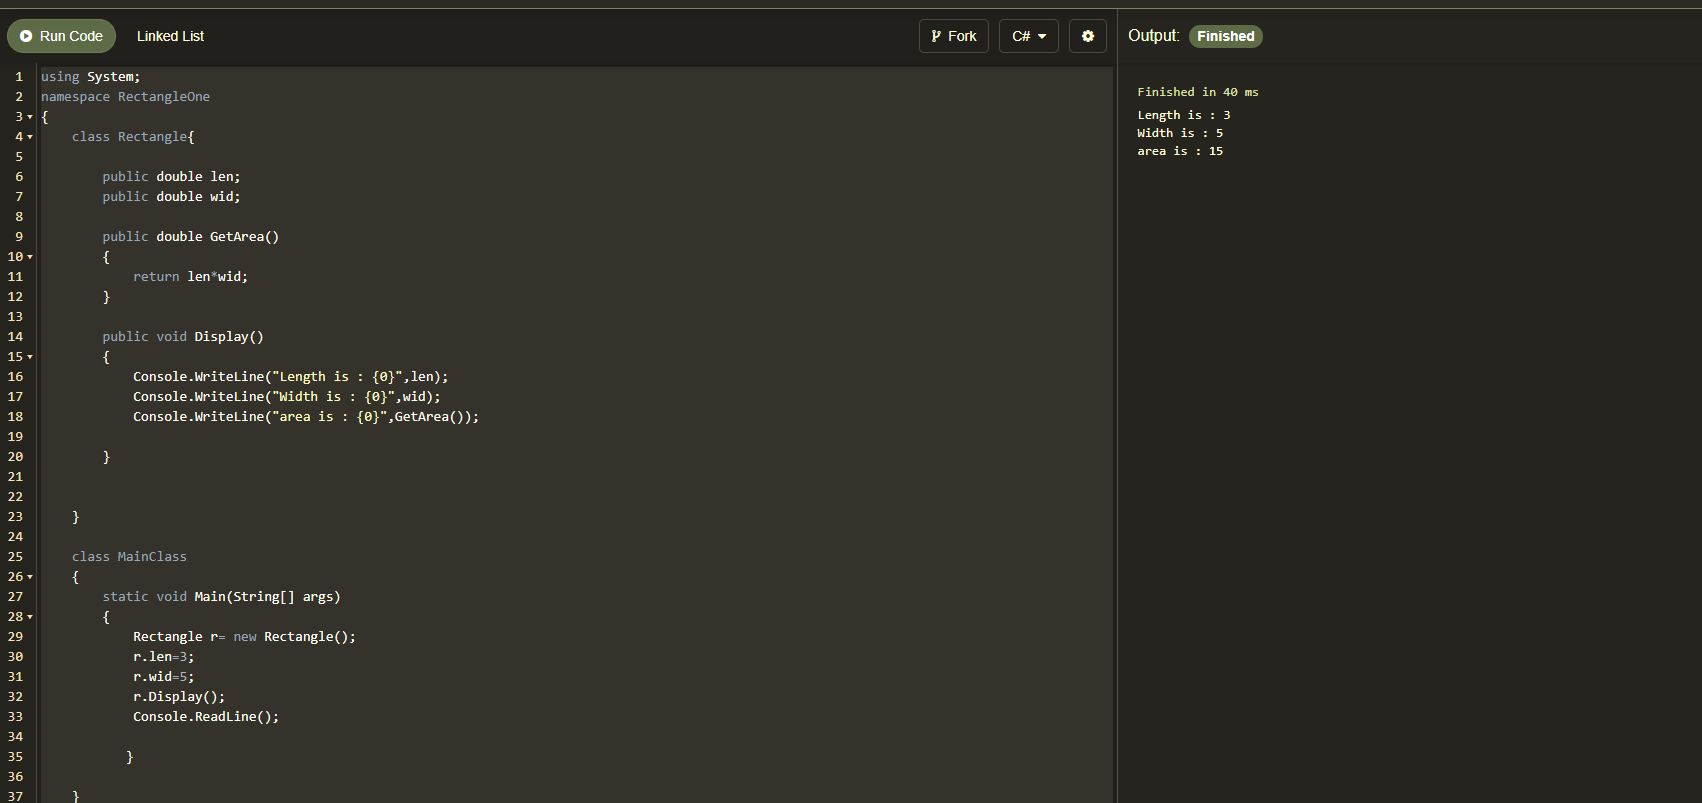 Run Code Linked List Fork C# Output: Finished
1 using System;
2 namespace RectangleOne
3 {
4     class Rectangle{
5
6         public double len;
7         public double wid;
8
9         public double GetArea()
10         {
11             return len*wid;
12         }
13
14         public void Display()
15         {
16             Console.WriteLine("Length is : {0}",len);
17             Console.WriteLine("Width is : {0}",wid);
18             Console.WriteLine("area is : {0}",GetArea());
19
20         }
21
22
23     }
24
25     class MainClass
26     {
27         static void Main(String[] args)
28         {
29             Rectangle r= new Rectangle();
30             r.len=3;
31             r.wid=5;
32             r.Display();
33             Console.ReadLine();
34
35            }
36
37     }
Finished in 40 ms
Length is : 3
Width is : 5
area is : 15